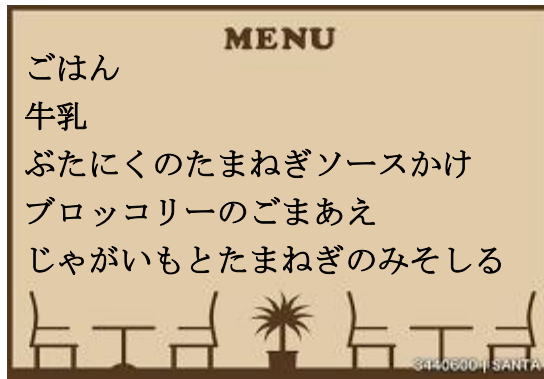 MENU
ごはん
牛乳
ぶたにくのたまねぎソースかけ
ブロッコリーのごまあえ
じゃがいもとたまねぎのみそしる
3440600 | SANTA